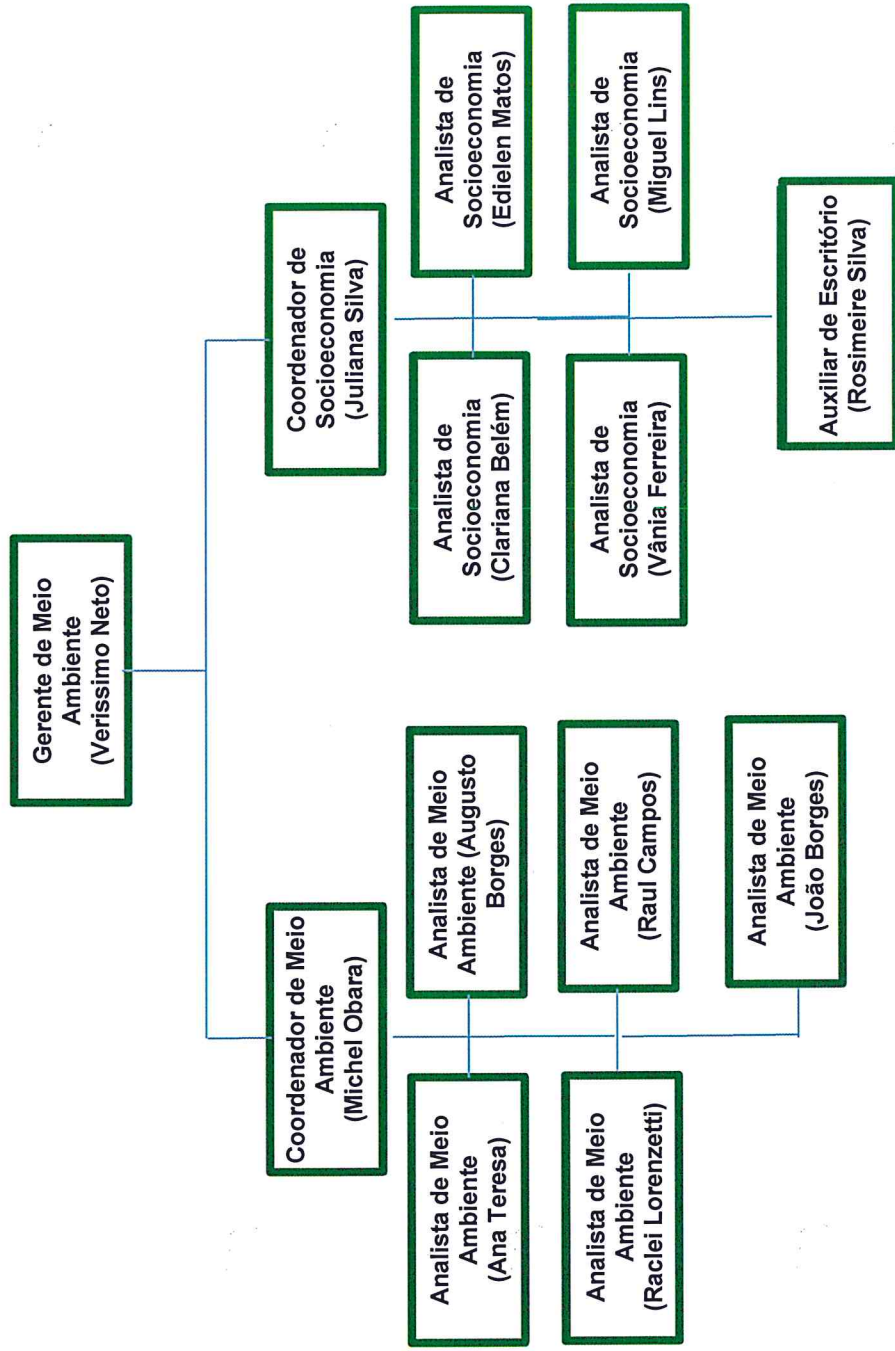 Gerente de Meio
Ambiente
(Verissimo Neto)
Coordenador de Meio
Ambiente
(Michel Obara)
Coordenador de
Socioeconomia
(Juliana Silva)
Analista de Meio
Ambiente
(Ana Teresa)
Analista de Meio
Ambiente (Augusto
Borges)
Analista de Socioeconomia
(Clariana Belém)
Analista de
Socioeconomia
(Edielen Matos)
Analista de Meio
Ambiente
(Raclei Lorenzetti)
Analista de Meio
Ambiente
(Raul Campos)
Analista de
Socioeconomia
(Vânia Ferreira)
Analista de
Socioeconomia
(Miguel Lins)
Analista de Meio
Ambiente
(João Borges)
Auxiliar de Escritório
(Rosimeire Silva)